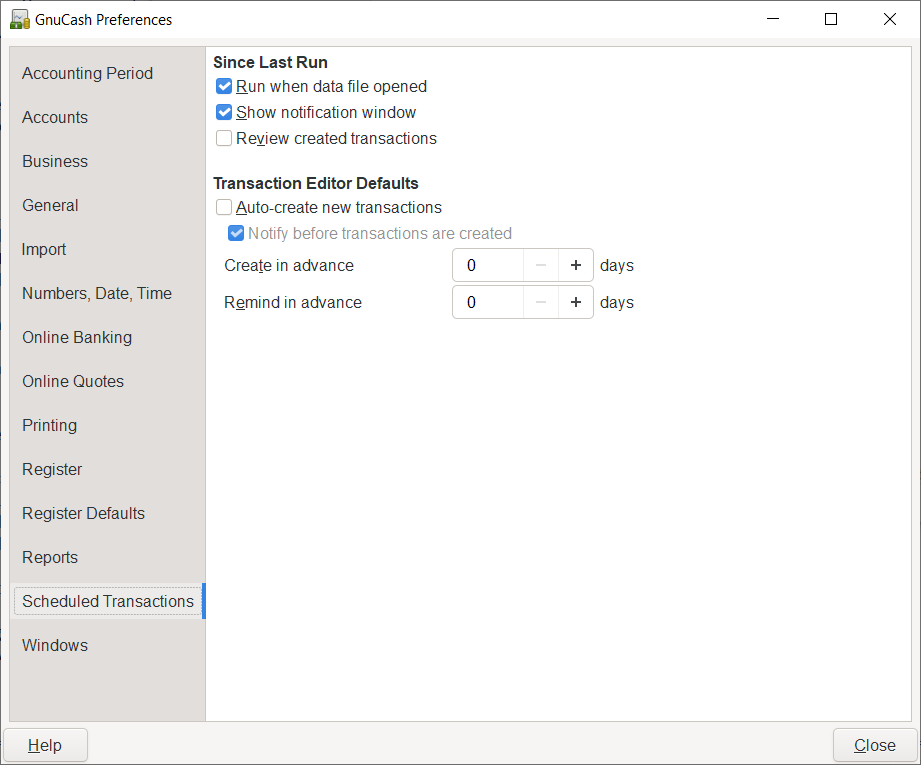 GnuCash Preferences
Accounting Period
Accounts
Business
General
Import
Numbers, Date, Time
Online Banking
Online Quotes
Printing
Register
Register Defaults
Reports
Scheduled Transactions
Windows
Since Last Run
Run when data file opened
Show notification window
Review created transactions
Transaction Editor Defaults
Auto-create new transactions
Notify before transactions are created
Create in advance 0 − + days
Remind in advance 0 − + days
Help
Close